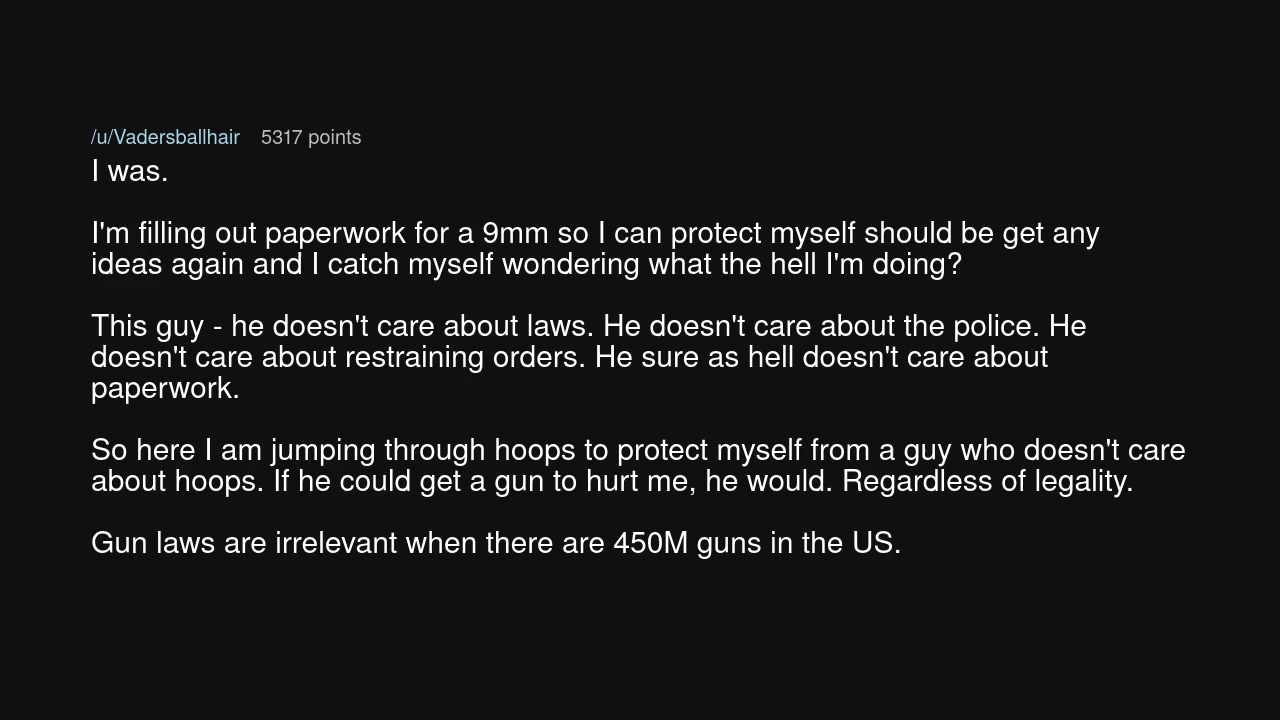 /u/Vadersballhair 5317 points
I was.
I'm filling out paperwork for a 9mm so I can protect myself should be get any
ideas again and I catch myself wondering what the hell I'm doing?
This guy - he doesn't care about laws. He doesn't care about the police. He
doesn't care about restraining orders. He sure as hell doesn't care about
paperwork.
So here I am jumping through hoops to protect myself from a guy who doesn't care
about hoops. If he could get a gun to hurt me, he would. Regardless of legality.
Gun laws are irrelevant when there are 450M guns in the US.